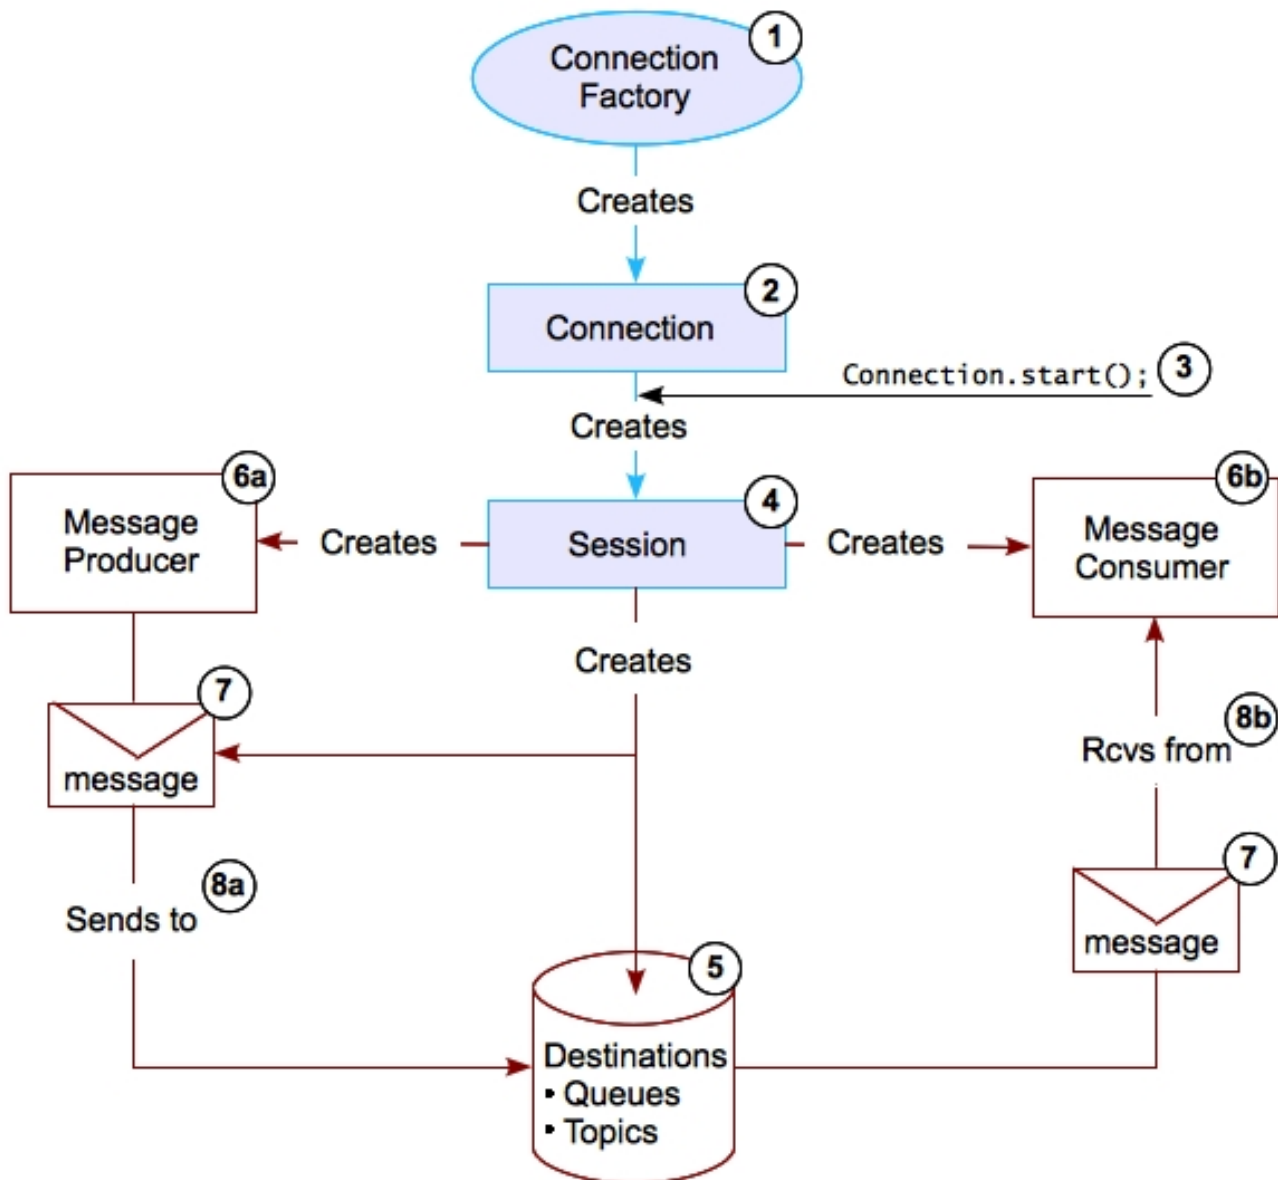 1
Connection
Factory
Creates
2
Connection
Connection.start();
3
Creates
6a
Message
Producer
Creates
4
Session
Creates
6b
Message
Consumer
Creates
7
message
8b
Rcvs from
8a
Sends to
7
message
5
Destinations
• Queues
• Topics